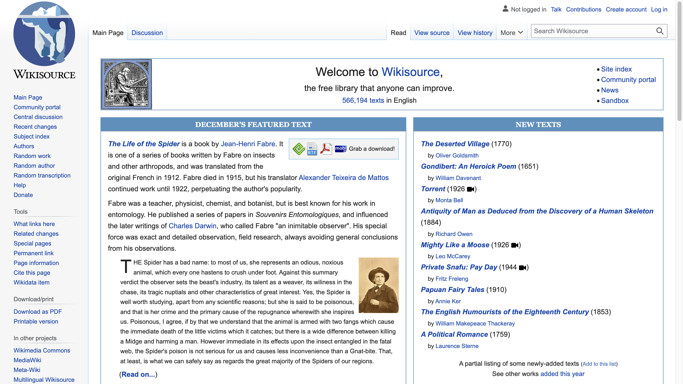 Not logged in Talk Contributions Create account Log in
Main Page Discussion Read View source View history More Search Wikisource
WIKISOURCE
Main Page
Community portal
Central discussion
Recent changes
Subject index
Authors
Random work
Random author
Random transcription
Help
Donate
Tools
What links here
Related changes
Special pages
Permanent link
Page information
Cite this page
Wikidata item
Download/print
Download as PDF
Printable version
In other projects
Wikimedia Commons
MediaWiki
Meta-Wiki
Multilingual Wikisource
Welcome to Wikisource,
the free library that anyone can improve.
566,194 texts in English
Site index
Community portal
News
Sandbox
DECEMBER'S FEATURED TEXT
The Life of the Spider is a book by Jean-Henri Fabre. It
is one of a series of books written by Fabre on insects
and other arthropods, and was translated from the
original French in 1912. Fabre died in 1915, but his translator Alexander Teixeira de Mattos
continued work until 1922, perpetuating the author's popularity.
Grab a download!
Fabre was a teacher, physicist, chemist, and botanist, but is best known for his work in
entomology. He published a series of papers in Souvenirs Entomologiques, and influenced
the later writings of Charles Darwin, who called Fabre "an inimitable observer". His special
force was exact and detailed observation, field research, always avoiding general conclusions
from his observations.
THE Spider has a bad name: to most of us, she represents an odious, noxious
animal, which every one hastens to crush under foot. Against this summary
verdict the observer sets the beast's industry, its talent as a weaver, its wiliness in the
chase, its tragic nuptials and other characteristics of great interest. Yes, the Spider is
well worth studying, apart from any scientific reasons; but she is said to be poisonous,
and that is her crime and the primary cause of the repugnance wherewith she inspires
us. Poisonous, I agree, if by that we understand that the animal is armed with two fangs which cause
the immediate death of the little victims which it catches; but there is a wide difference between killing
a Midge and harming a man. However immediate in its effects upon the insect entangled in the fatal
web, the Spider's poison is not serious for us and causes less inconvenience than a Gnat-bite. That,
at least, is what we can safely say as regards the great majority of the Spiders of our regions.
(Read on...)
NEW TEXTS
The Deserted Village (1770)
by Oliver Goldsmith
Gondibert: An Heroick Poem (1651)
by William Davenant
Torrent (1926 )
by Monta Bell
Antiquity of Man as Deduced from the Discovery of a Human Skeleton
(1884)
by Richard Owen
Mighty Like a Moose (1926 )
by Leo McCarey
Private Snafu: Pay Day (1944 )
by Fritz Freleng
Papuan Fairy Tales (1910)
by Annie Ker
The English Humourists of the Eighteenth Century (1853)
by William Makepeace Thackeray
A Political Romance (1759)
by Laurence Sterne
A partial listing of some newly-added texts (Add to this list)
See other works added this year